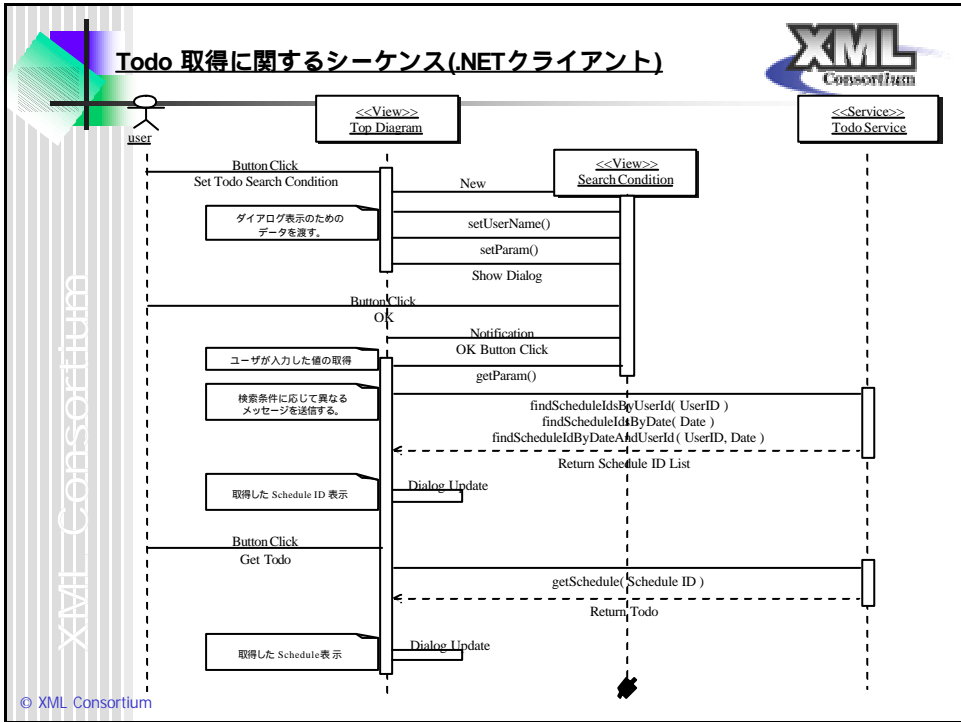 Todo 取得に関するシーケンス(.NETクライアント)
XML
Consortium
user
<<View>>
Top Diagram
<<Service>>
Todo Service
<<View>>
Search Condition
Button Click
Set Todo Search Condition
New
ダイアログ表示のための
データを渡す。
setUserName()
setParam()
Show Dialog
Button Click
OK
Notification
OK Button Click
ユーザが入力した値の取得
getParam()
検索条件に応じて異なる
メッセージを送信する。
findScheduleIdsByUserId( UserID )
findScheduleIdsByDate( Date )
findScheduleIdByDateAndUserId( UserID, Date )
Return Schedule ID List
取得した Schedule ID 表示
Dialog Update
Button Click
Get Todo
getSchedule( Schedule ID )
Return Todo
取得した Schedule表示
Dialog Update
XML Consortium
© XML Consortium